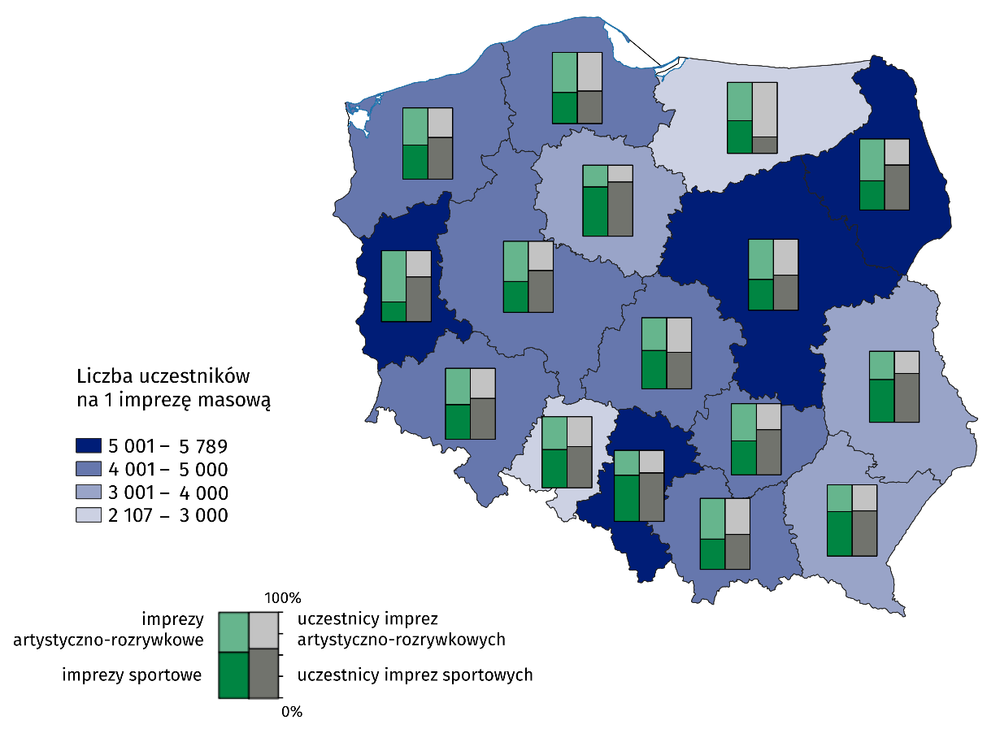 Liczba uczestników
na 1 imprezę masową
5 001 – 5 789
4 001 – 5 000
3 001 – 4 000
2 107 – 3 000
100%
imprezy
artystyczno-rozrywkowe
uczestnicy imprez
artystyczno-rozrywkowych
imprezy sportowe
uczestnicy imprez sportowych
0%